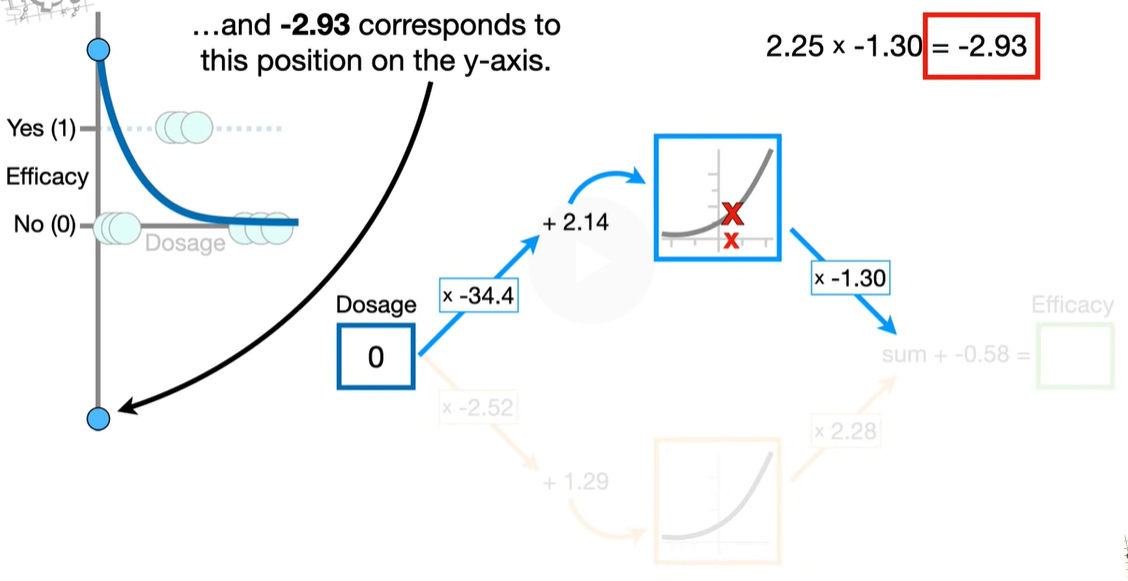 ...and -2.93 corresponds to
this position on the y-axis.
2.25 x -1.30 = -2.93
Yes (1)
Efficacy
No (0)
Dosage
+ 2.14
x -34.4
x -1.30
Dosage
0
Efficacy
sum + -0.58 =
x -2.52
x 2.28
+ 1.29